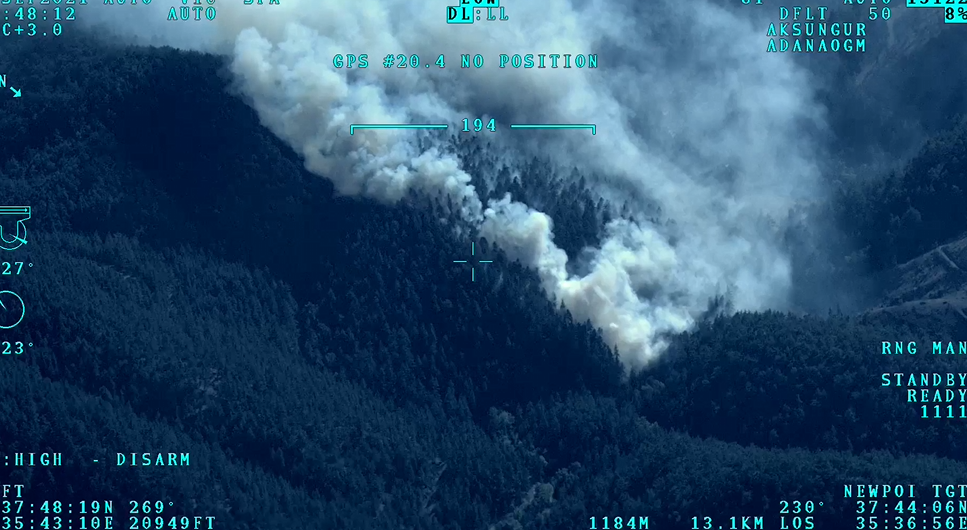 AUTO
:48:12 AUTO DL:LL DFLT 50 8%
C+3.0 AKSUNGUR
ADANAOGM
GPS #20.4 NO POSITION
N
194
27°
23°
RNG MAN
STANDBY
READY
1111
:HIGH - DISARM
FT NEWPOI TGT
37:48:19N 269° 230° 37:44:06N
35:43:10E 20949FT 1184M 13.1KM LOS 35:36:56E